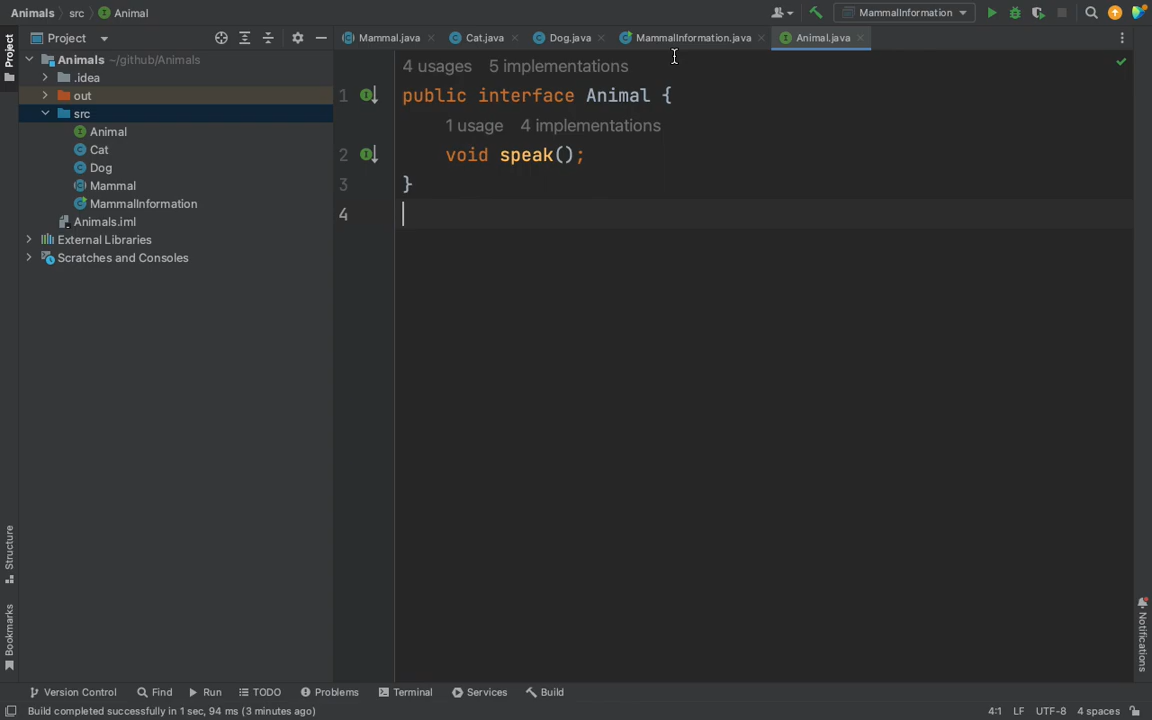 Animals src Animal
MammalInformation
Project
Mammal.java Cat.java Dog.java MammalInformation.java Animal.java
Project
Animals ~/github/Animals
.idea
out
src
Animal
Cat
Dog
Mammal
MammalInformation
Animals.iml
External Libraries
Scratches and Consoles
4 usages 5 implementations
1 public interface Animal {
1 usage 4 implementations
2 void speak();
3 }
4
Structure
Bookmarks
Notifications
Version Control Find Run TODO Problems Terminal Services Build
Build completed successfully in 1 sec, 94 ms (3 minutes ago) 4:1 LF UTF-8 4 spaces